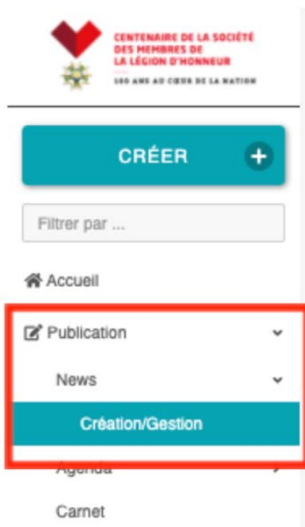 CENTENAIRE DE LA SOCIÉTÉ
DES MEMBRES DE
LA LÉGION D'HONNEUR
100 ANS AU CŒUR DE LA NATION
CRÉER +
Filtrer par ...
Accueil
Publication
News
Création/Gestion
Agenda
Carnet